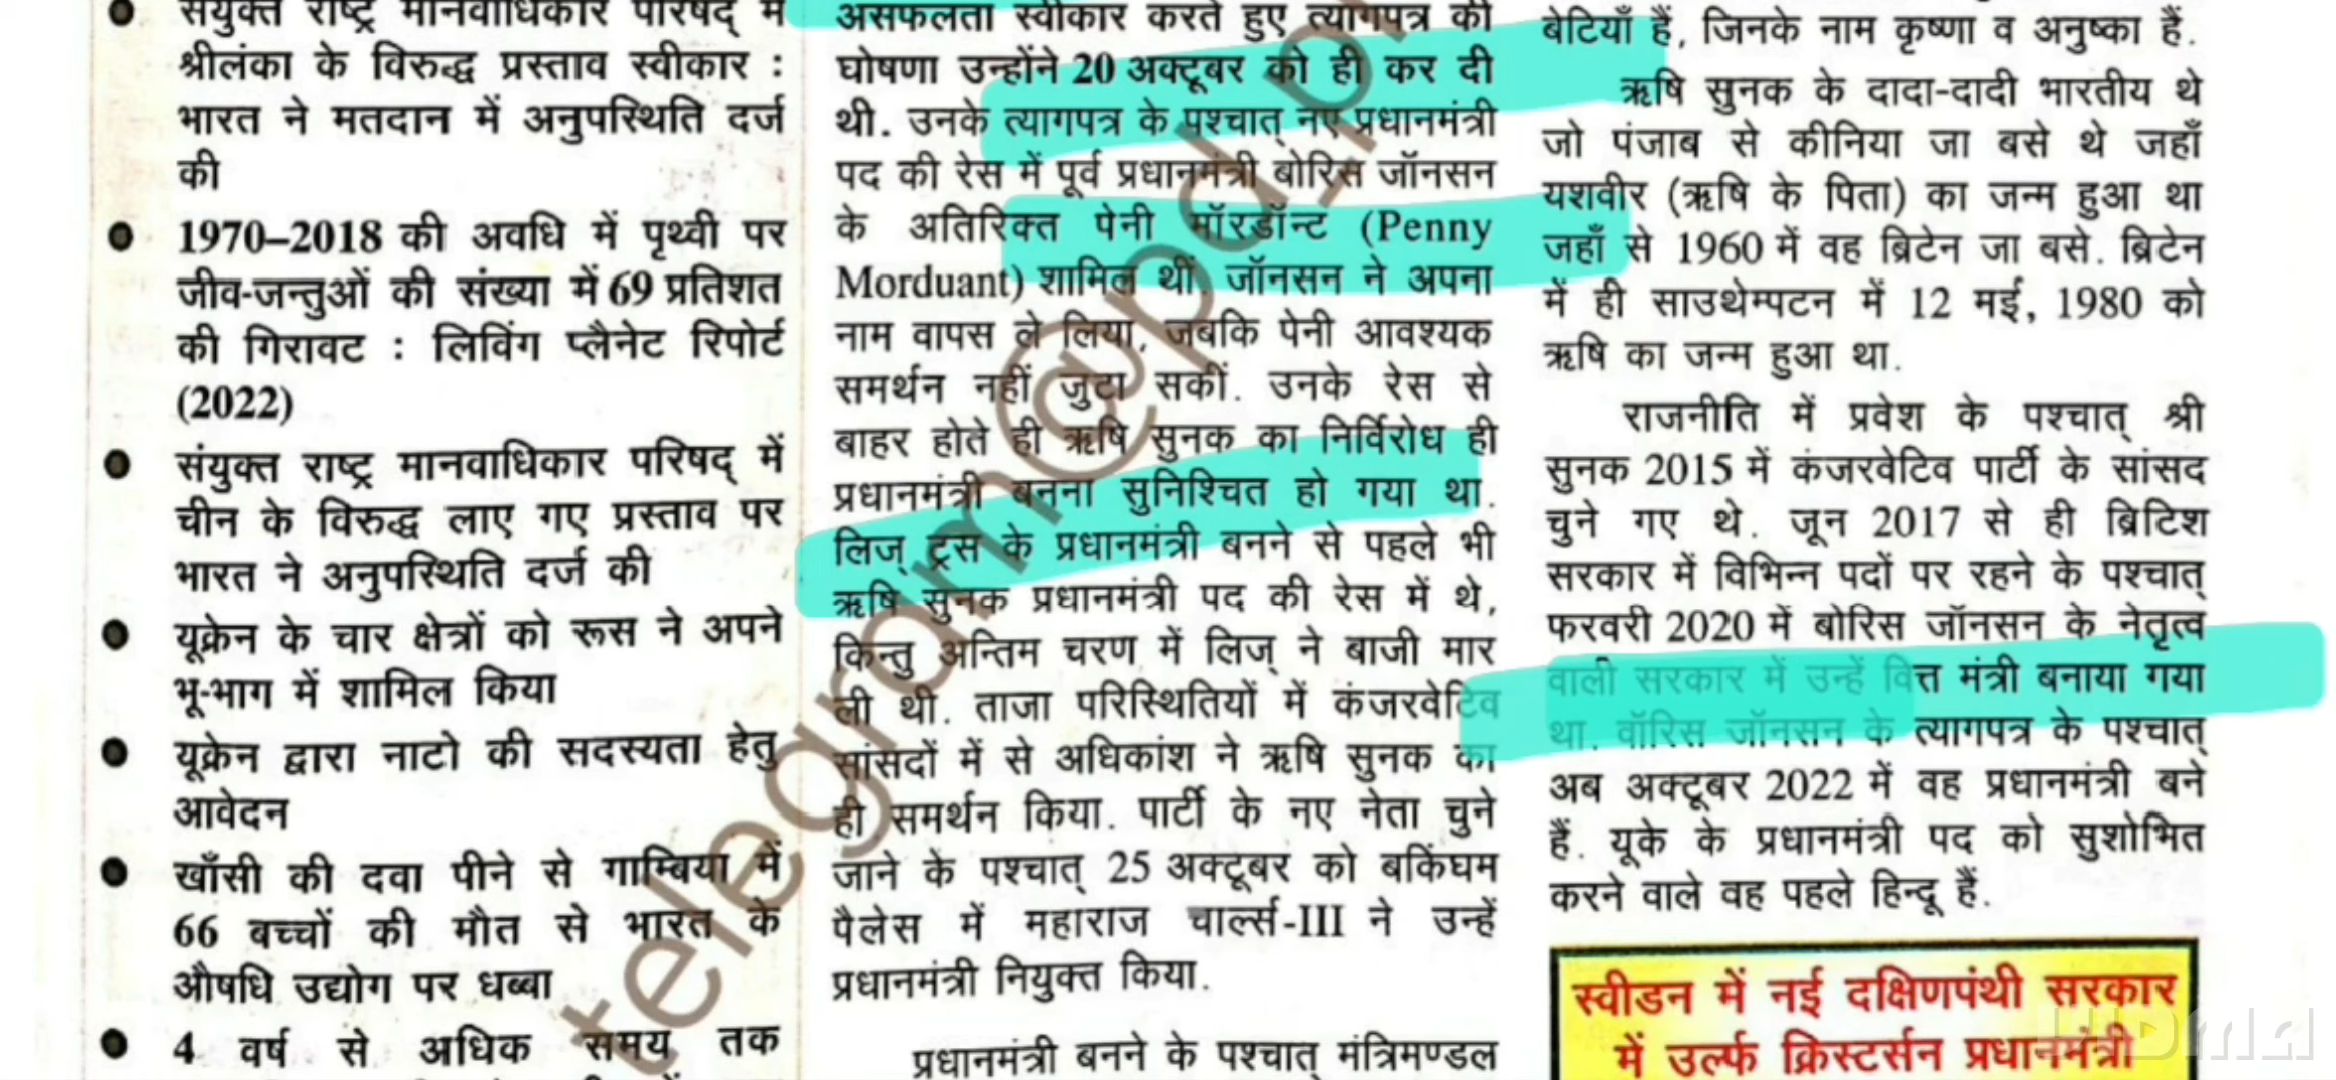 संयुक्त राष्ट्र मानवाधिकार परिषद् में
श्रीलंका के विरुद्ध प्रस्ताव स्वीकार :
भारत ने मतदान में अनुपस्थिति दर्ज
की
1970–2018 की अवधि में पृथ्वी पर
जीव-जन्तुओं की संख्या में 69 प्रतिशत
की गिरावट : लिविंग प्लैनेट रिपोर्ट
(2022)
संयुक्त राष्ट्र मानवाधिकार परिषद् में
चीन के विरुद्ध लाए गए प्रस्ताव पर
भारत ने अनुपस्थिति दर्ज की
यूक्रेन के चार क्षेत्रों को रूस ने अपने
भू-भाग में शामिल किया
यूक्रेन द्वारा नाटो की सदस्यता हेतु
आवेदन
खाँसी की दवा पीने से गाम्बिया में
66 बच्चों की मौत से भारत के
औषधि उद्योग पर धब्बा
4 वर्ष से अधिक समय तक
असफलता स्वीकार करते हुए त्यागपत्र की
घोषणा उन्होंने 20 अक्टूबर को ही कर दी
थी. उनके त्यागपत्र के पश्चात् नए प्रधानमंत्री
पद की रेस में पूर्व प्रधानमंत्री बोरिस जॉनसन
के अतिरिक्त पेनी मॉरडॉन्ट (Penny
Morduant) शामिल थीं जॉनसन ने अपना
नाम वापस ले लिया, जबकि पेनी आवश्यक
समर्थन नहीं जुटा सकीं. उनके रेस से
बाहर होते ही ऋषि सुनक का निर्विरोध ही
प्रधानमंत्री बनना सुनिश्चित हो गया था.
लिज् ट्रस के प्रधानमंत्री बनने से पहले भी
ऋषि सुनक प्रधानमंत्री पद की रेस में थे,
किन्तु अन्तिम चरण में लिज् ने बाजी मार
ली थी. ताजा परिस्थितियों में कंजरवेटिव
सांसदों में से अधिकांश ने ऋषि सुनक का
ही समर्थन किया. पार्टी के नए नेता चुने
जाने के पश्चात् 25 अक्टूबर को बकिंघम
पैलेस में महाराज चार्ल्स-III ने उन्हें
प्रधानमंत्री नियुक्त किया.
प्रधानमंत्री बनने के पश्चात् मंत्रिमण्डल
बेटियाँ हैं, जिनके नाम कृष्णा व अनुष्का हैं.
ऋषि सुनक के दादा-दादी भारतीय थे
जो पंजाब से कीनिया जा बसे थे जहाँ
यशवीर (ऋषि के पिता) का जन्म हुआ था
जहाँ से 1960 में वह ब्रिटेन जा बसे. ब्रिटेन
में ही साउथेम्पटन में 12 मई, 1980 को
ऋषि का जन्म हुआ था.
राजनीति में प्रवेश के पश्चात् श्री
सुनक 2015 में कंजरवेटिव पार्टी के सांसद
चुने गए थे. जून 2017 से ही ब्रिटिश
सरकार में विभिन्न पदों पर रहने के पश्चात्
फरवरी 2020 में बोरिस जॉनसन के नेतृत्व
वाली सरकार में उन्हें वित्त मंत्री बनाया गया
था. वॉरिस जॉनसन के त्यागपत्र के पश्चात्
अब अक्टूबर 2022 में वह प्रधानमंत्री बने
हैं. यूके के प्रधानमंत्री पद को सुशोभित
करने वाले वह पहले हिन्दू हैं.
स्वीडन में नई दक्षिणपंथी सरकार
में उर्ल्फ क्रिस्टर्सन प्रधानमंत्री
telegram@pd_p